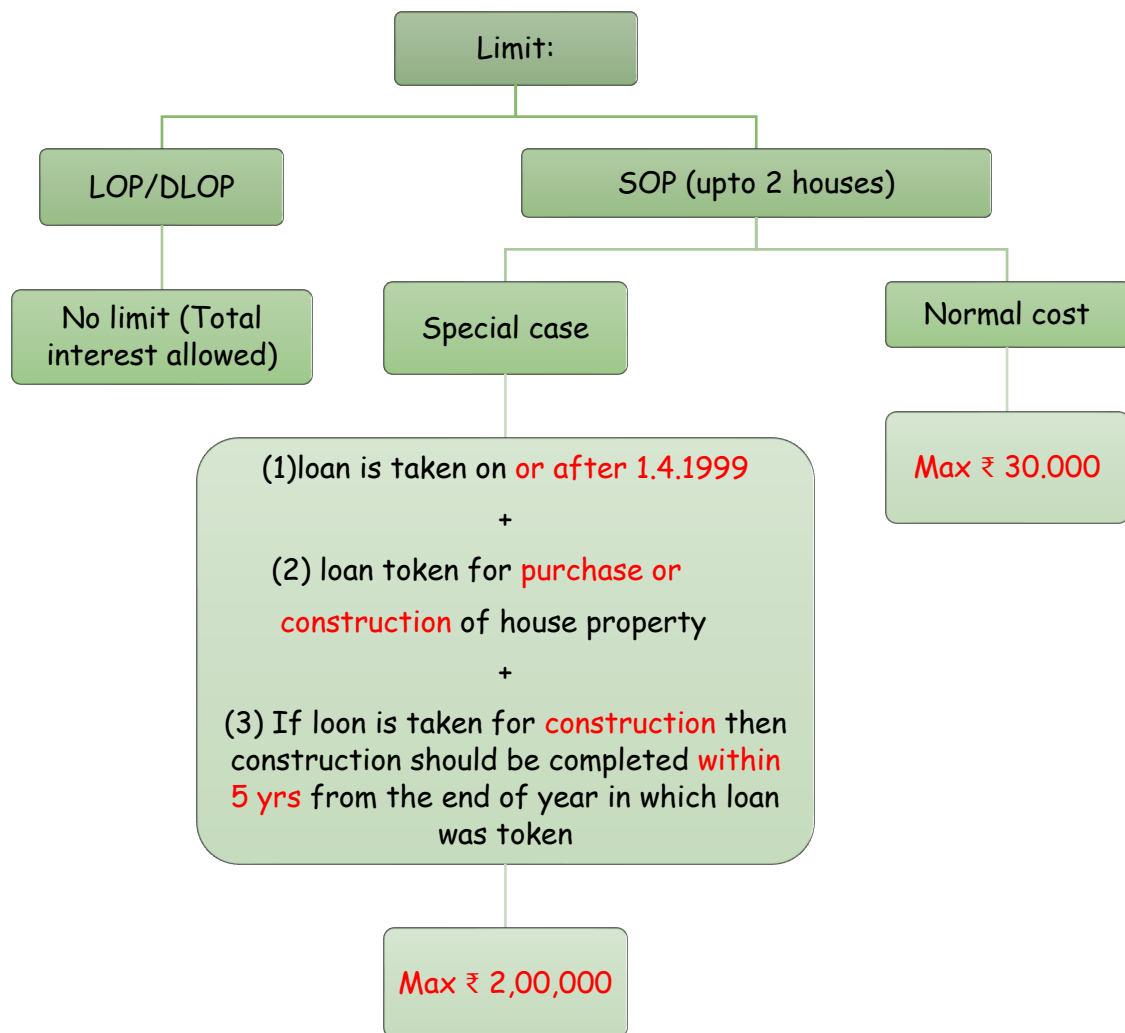 Limit:
LOP/DLOP
No limit (Total
interest allowed)
SOP (upto 2 houses)
Special case
(1)loan is taken on or after 1.4.1999
+
(2) loan token for purchase or
construction of house property
+
(3) If loon is taken for construction then
construction should be completed within
5 yrs from the end of year in which loan
was token
Max ₹ 2,00,000
Normal cost
Max ₹ 30.000